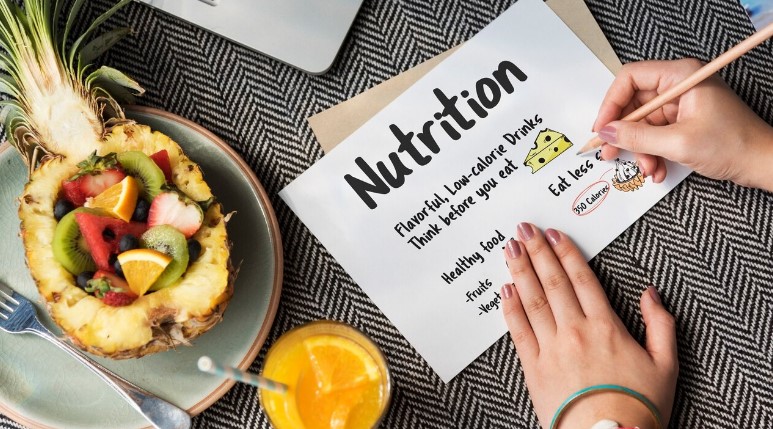 Nutrition
Flavorful, Low-calorie Drinks
Think before you eat
Eat less
350 Calories
Healthy food
-Fruits